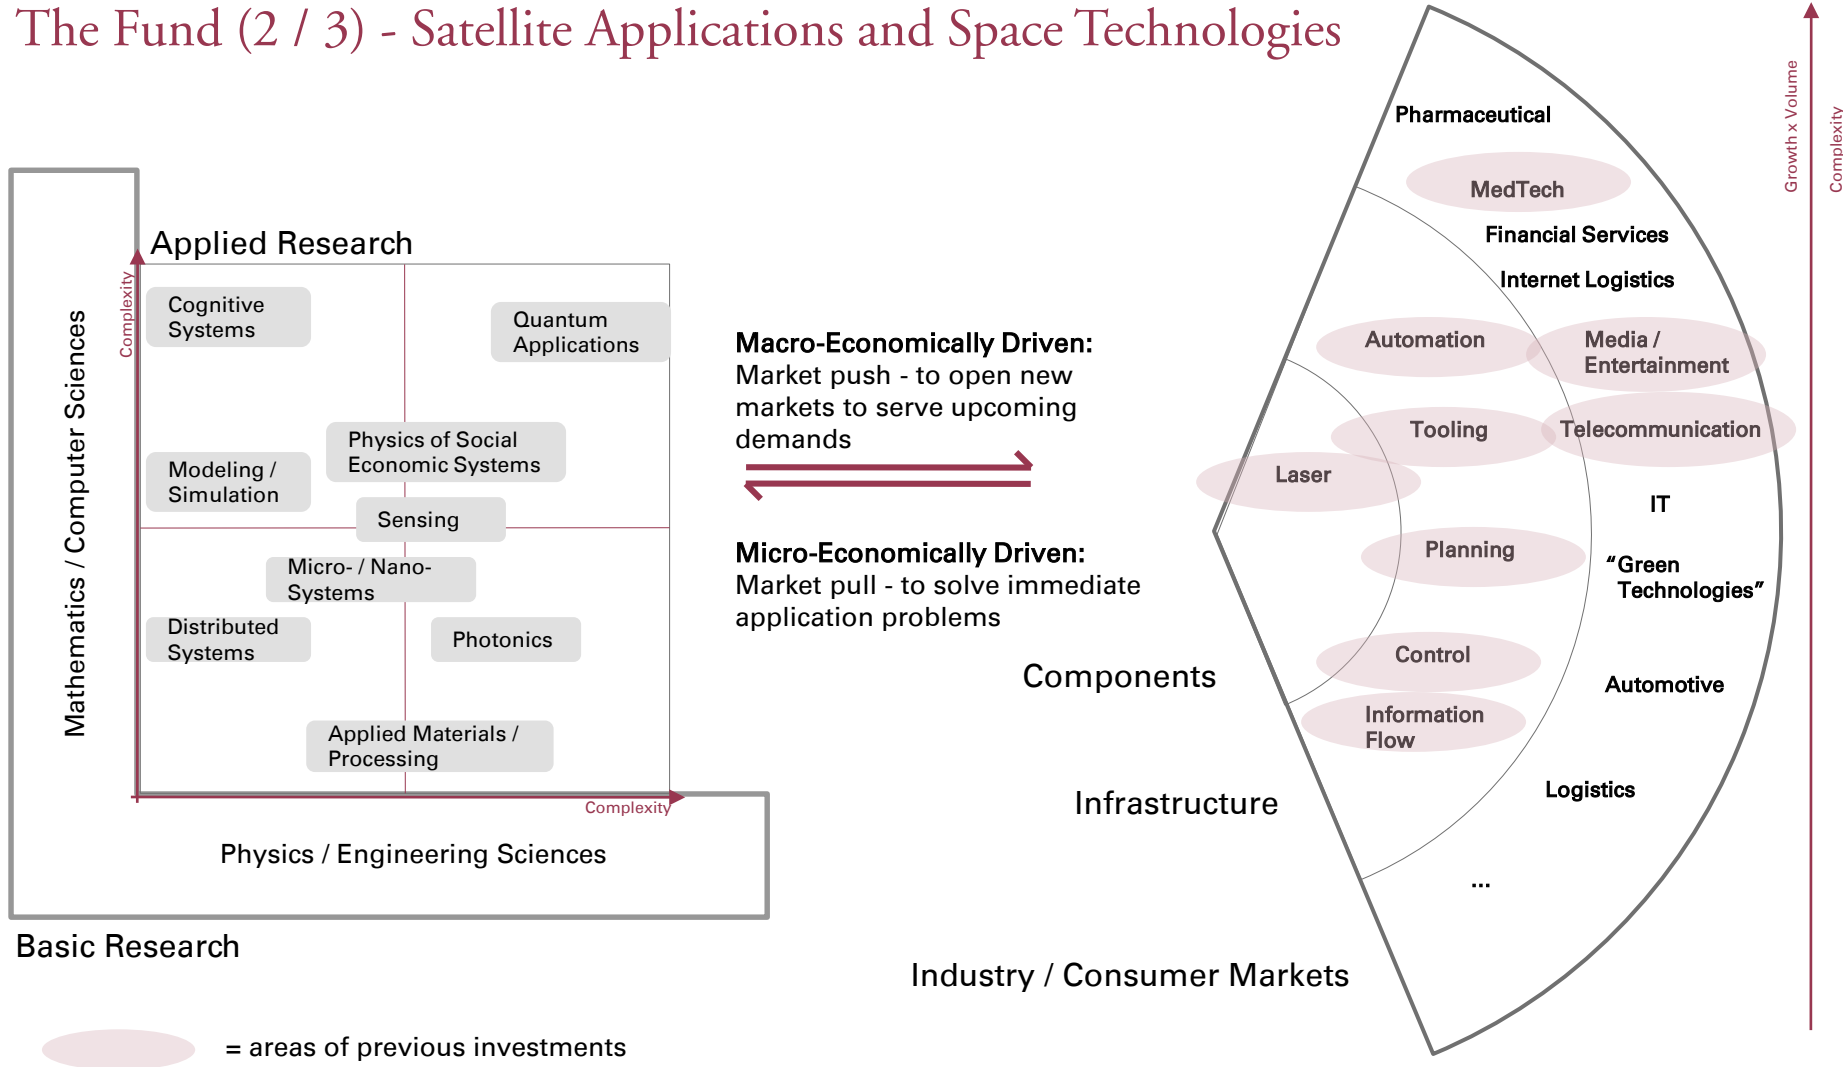 The Fund (2 / 3) - Satellite Applications and Space Technologies
Applied Research
Complexity
Mathematics / Computer Sciences
Cognitive
Systems
Quantum
Applications
Physics of Social
Economic Systems
Modeling /
Simulation
Sensing
Micro- / Nano-
Systems
Distributed
Systems
Photonics
Applied Materials /
Processing
Complexity
Physics / Engineering Sciences
Basic Research
= areas of previous investments
Macro-Economically Driven:
Market push - to open new
markets to serve upcoming
demands
Micro-Economically Driven:
Market pull - to solve immediate
application problems
Components
Infrastructure
Industry / Consumer Markets
Pharmaceutical
MedTech
Financial Services
Internet Logistics
Automation
Media /
Entertainment
Tooling
Telecommunication
Laser
IT
Planning
“Green
Technologies”
Control
Automotive
Information
Flow
Logistics
...
Growth x Volume
Complexity